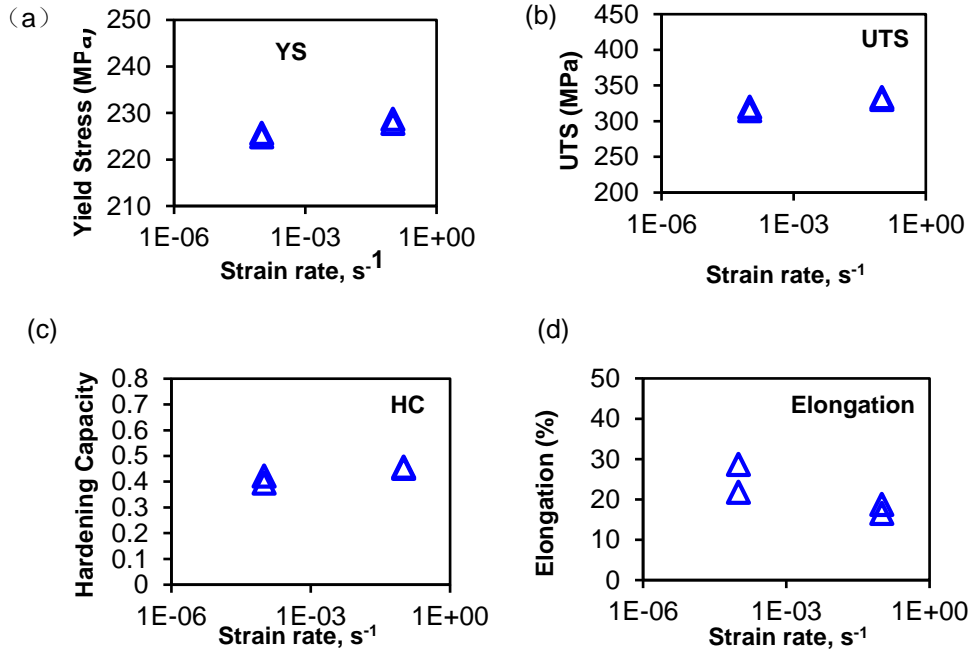 （a）
250
240
230
220
210
Yield Stress (MPa)
YS
1E-06 1E-03 1E+00
Strain rate, s-1
(b)
450
400
350
300
250
200
UTS (MPa)
UTS
1E-06 1E-03 1E+00
Strain rate, s-1
(c)
0.8
0.7
0.6
0.5
0.4
0.3
0.2
0.1
0
Hardening Capacity
HC
1E-06 1E-03 1E+00
Strain rate, s-1
(d)
50
40
30
20
10
0
Elongation (%)
Elongation
1E-06 1E-03 1E+00
Strain rate, s-1